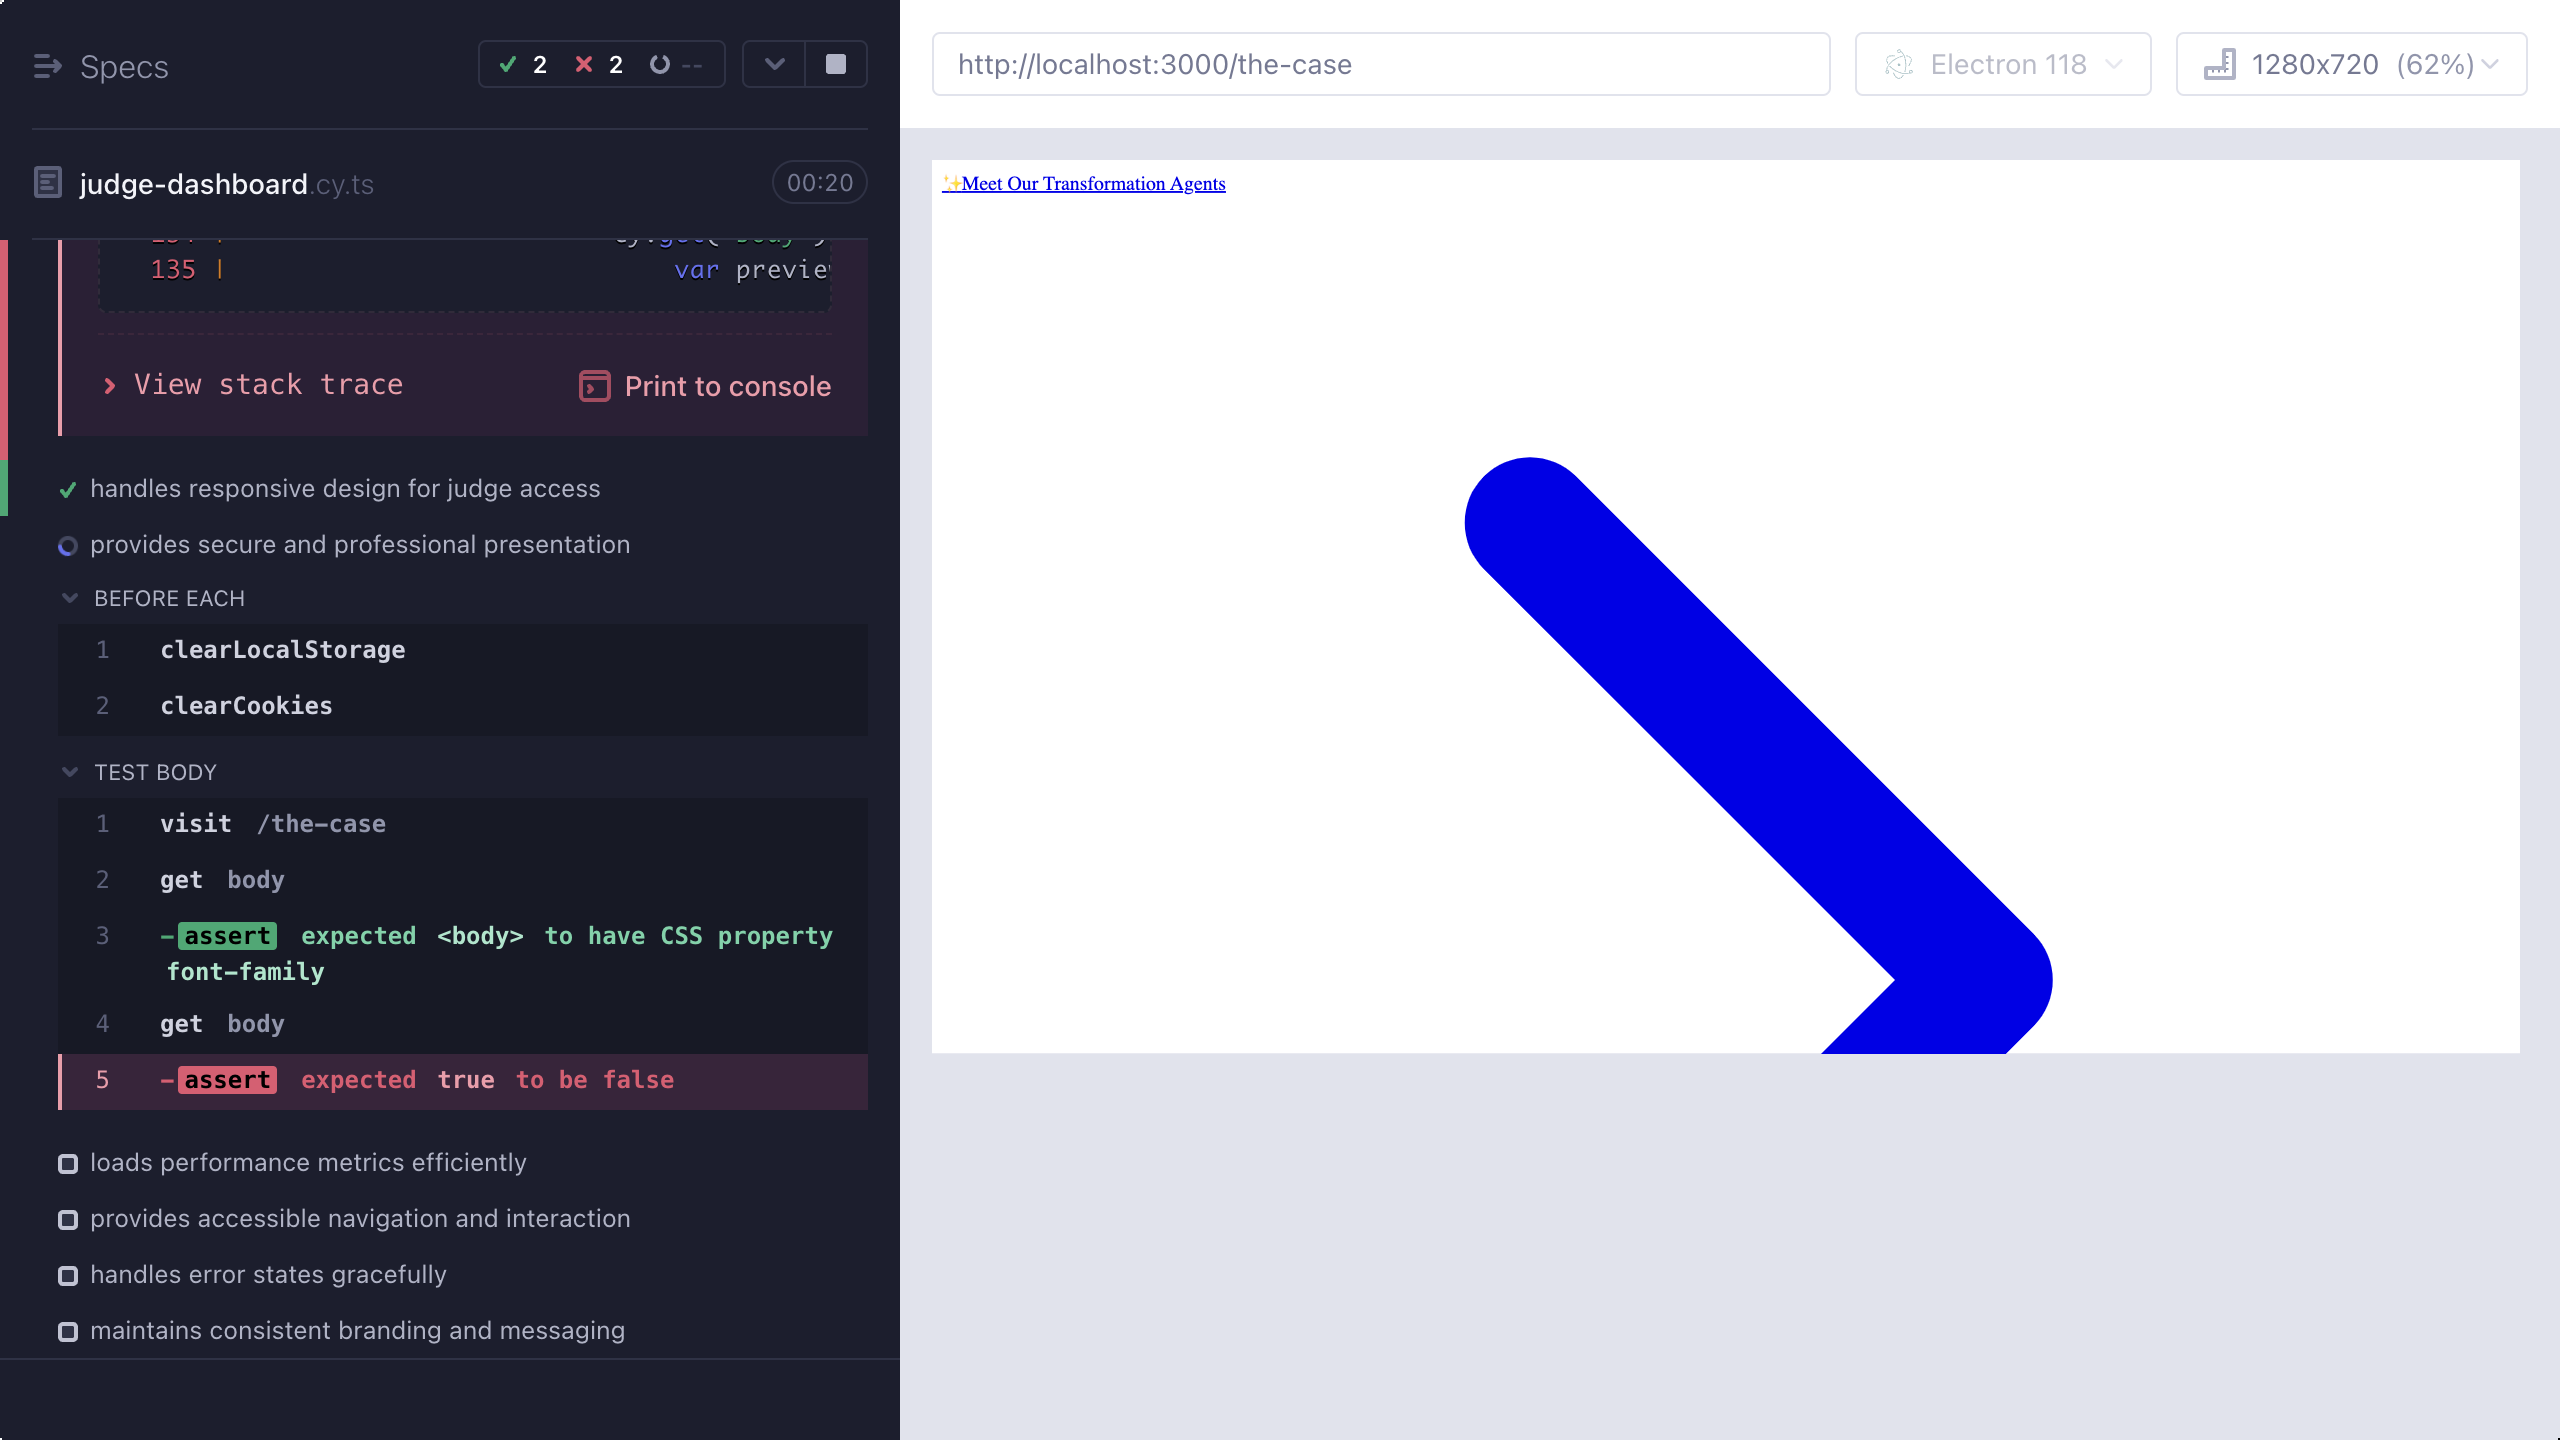 Specs
2
2
--
judge-dashboard.cy.ts
00:20
135 |
var previe
View stack trace
Print to console
handles responsive design for judge access
provides secure and professional presentation
BEFORE EACH
1 clearLocalStorage
2 clearCookies
TEST BODY
1 visit /the-case
2 get body
3 -assert expected <body> to have CSS property
font-family
4 get body
5 -assert expected true to be false
loads performance metrics efficiently
provides accessible navigation and interaction
handles error states gracefully
maintains consistent branding and messaging
http://localhost:3000/the-case
Electron 118
1280x720 (62%)
✨Meet Our Transformation Agents